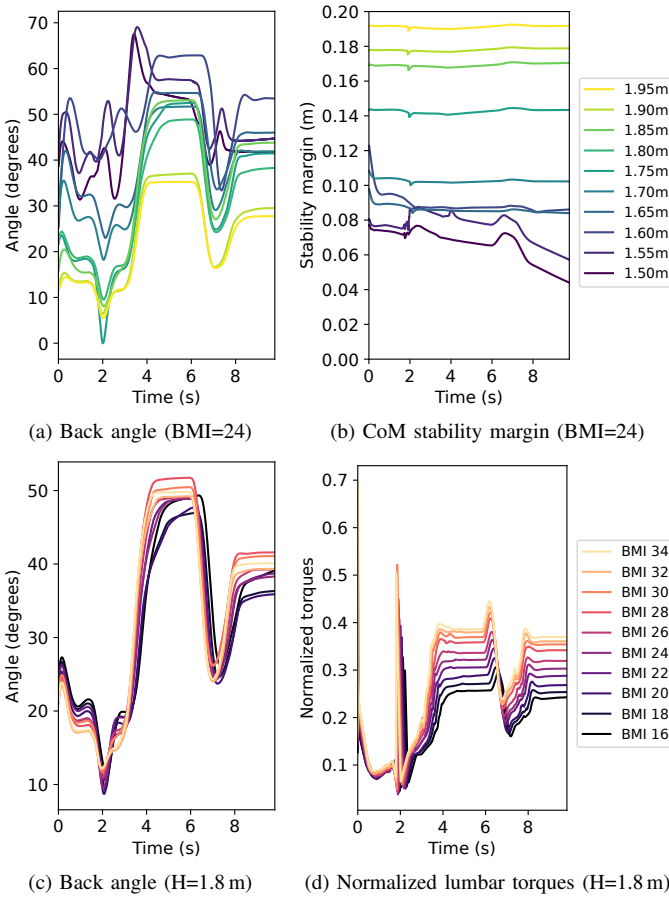 70
60
50
40
30
20
10
0
Angle (degrees)
0 2 4 6 8
Time (s)
(a) Back angle (BMI=24)
0.20
0.18
0.16
0.14
0.12
0.10
0.08
0.06
0.04
0.02
0.00
Stability margin (m)
0 2 4 6 8
Time (s)
(b) CoM stability margin (BMI=24)
1.95m
1.90m
1.85m
1.80m
1.75m
1.70m
1.65m
1.60m
1.55m
1.50m
50
40
30
20
10
Angle (degrees)
0 2 4 6 8
Time (s)
(c) Back angle (H=1.8 m)
0.7
0.6
0.5
0.4
0.3
0.2
0.1
Normalized torques
0 2 4 6 8
Time (s)
(d) Normalized lumbar torques (H=1.8 m)
BMI 34
BMI 32
BMI 30
BMI 28
BMI 26
BMI 24
BMI 22
BMI 20
BMI 18
BMI 16